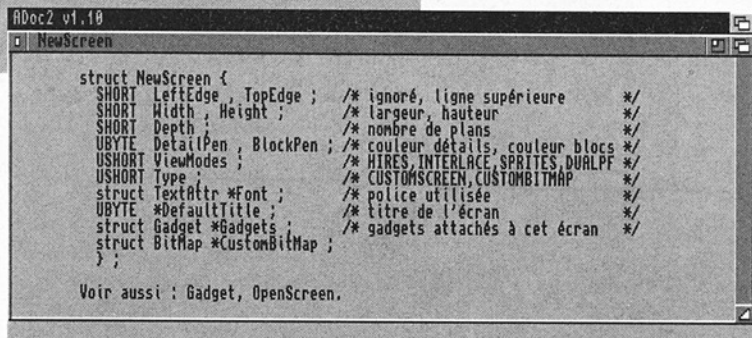 ADoc2 v1.10
NewScreen
struct NewScreen {
SHORT LeftEdge , TopEdge ; /* ignoré, ligne supérieure */
SHORT Width , Height ; /* largeur, hauteur */
SHORT Depth ; /* nombre de plans */
UBYTE DetailPen , BlockPen ; /* couleur détails, couleur blocs */
USHORT ViewModes ; /* HIRES,INTERLACE,SPRITES,DUALPF */
USHORT Type ; /* CUSTOMSCREEN,CUSTOMBITMAP */
struct TextAttr *Font ; /* police utilisée */
UBYTE *DefaultTitle ; /* titre de l'écran */
struct Gadget *Gadgets ; /* gadgets attachés à cet écran */
struct BitMap *CustomBitMap ;
} ;
Voir aussi : Gadget, OpenScreen.